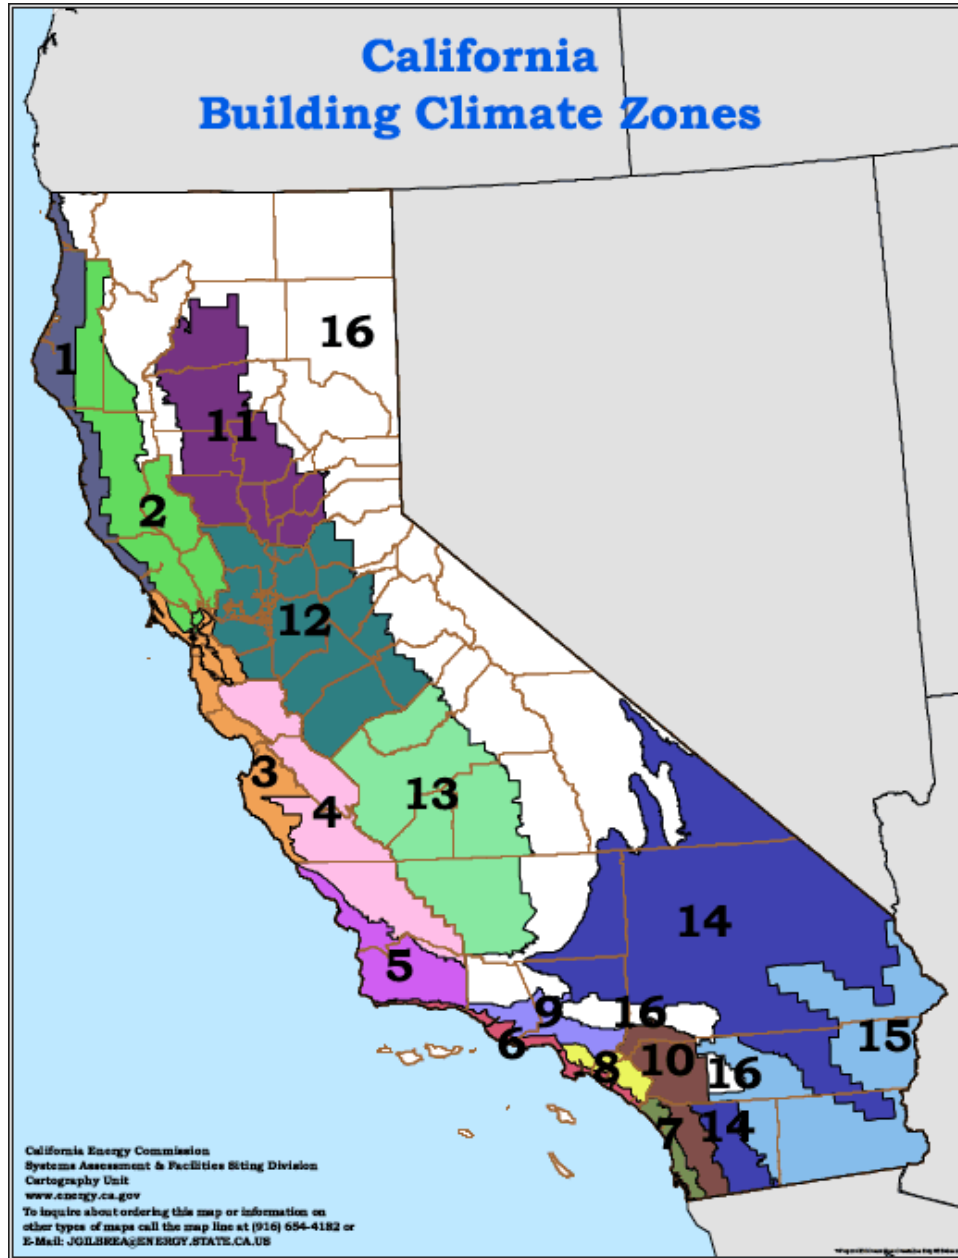 California
Building Climate Zones
16
1
11
2
12
3
13
4
14
5
9
16
6
15
10
8
16
7
14
California Energy Commission
Systems Assessment & Facilities Siting Division
Cartography Unit
www.energy.ca.gov
To inquire about ordering this map or information on
other types of maps call the map line at (916) 654-4182 or
E-Mail: JGILBREA@ENERGY.STATE.CA.US